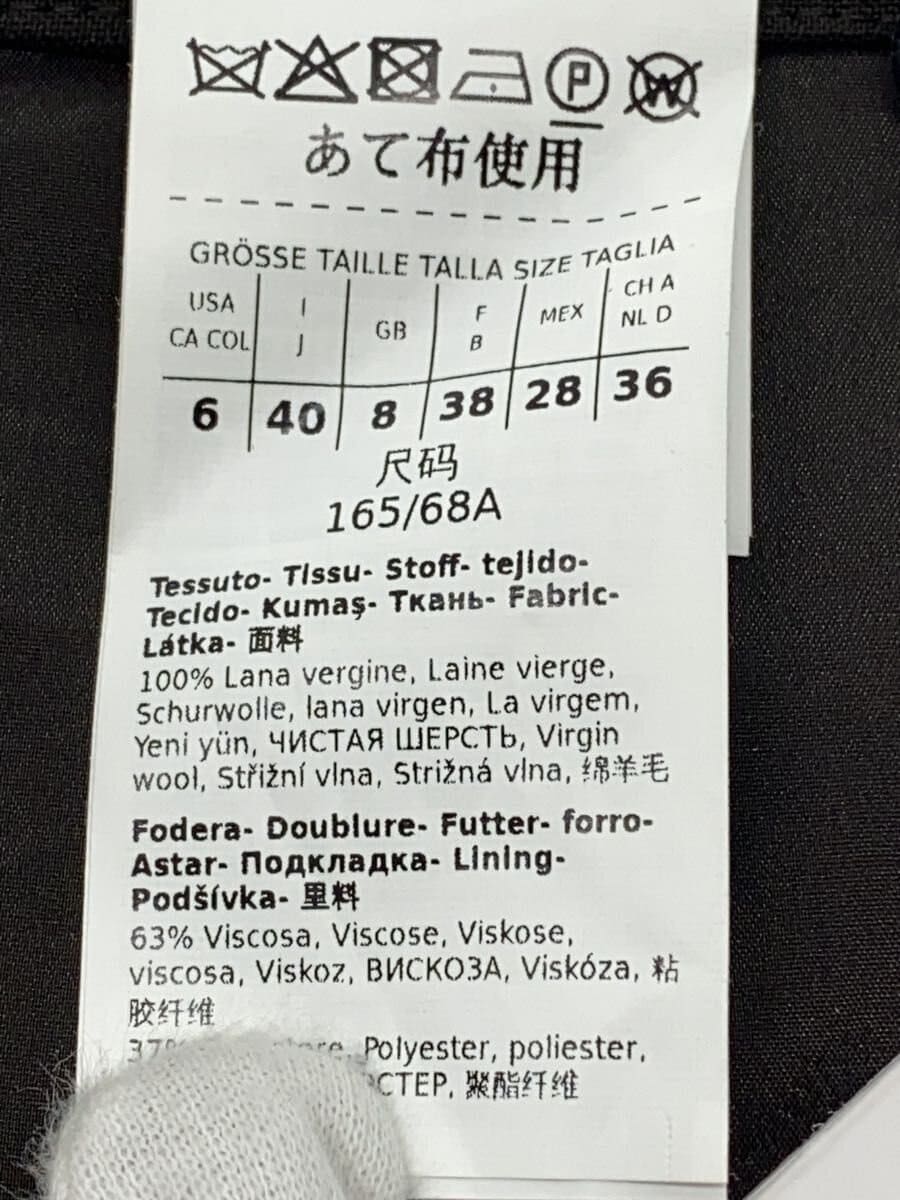 P W
あて布使用
GRÖSSE TAILLE TALLA SIZE TAGLIA
USA I GB F MEX CH A
CA COL J B NL D
6 40 8 38 28 36
尺码
165/68A
Tessuto- Tissu- Stoff- tejido-
Tecido- Kumaş- Ткань- Fabric-
Látka- 面料
100% Lana vergine, Laine vierge,
Schurwolle, lana virgen, La virgem,
Yeni yün, ЧИСТАЯ ШЕРСТЬ, Virgin
wool, Střižní vlna, Strižná vlna, 绵羊毛
Fodera- Doublure- Futter- forro-
Astar- Подкладка- Lining-
Podšívka- 里料
63% Viscosa, Viscose, Viskose,
viscosa, Viskoz, ВИСКОЗА, Viskóza, 粘
胶纤维
37% Polyester, poliester,
聚酯纤维